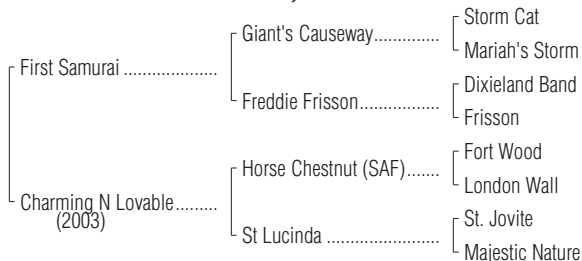 Storm Cat
Giant's Causeway..............
Mariah's Storm
First Samurai ....................
Dixieland Band
Freddie Frisson.................
Frisson
Fort Wood
Horse Chestnut (SAF).......
London Wall
Charming N Lovable.........
(2003)
St. Jovite
St Lucinda ........................
Majestic Nature